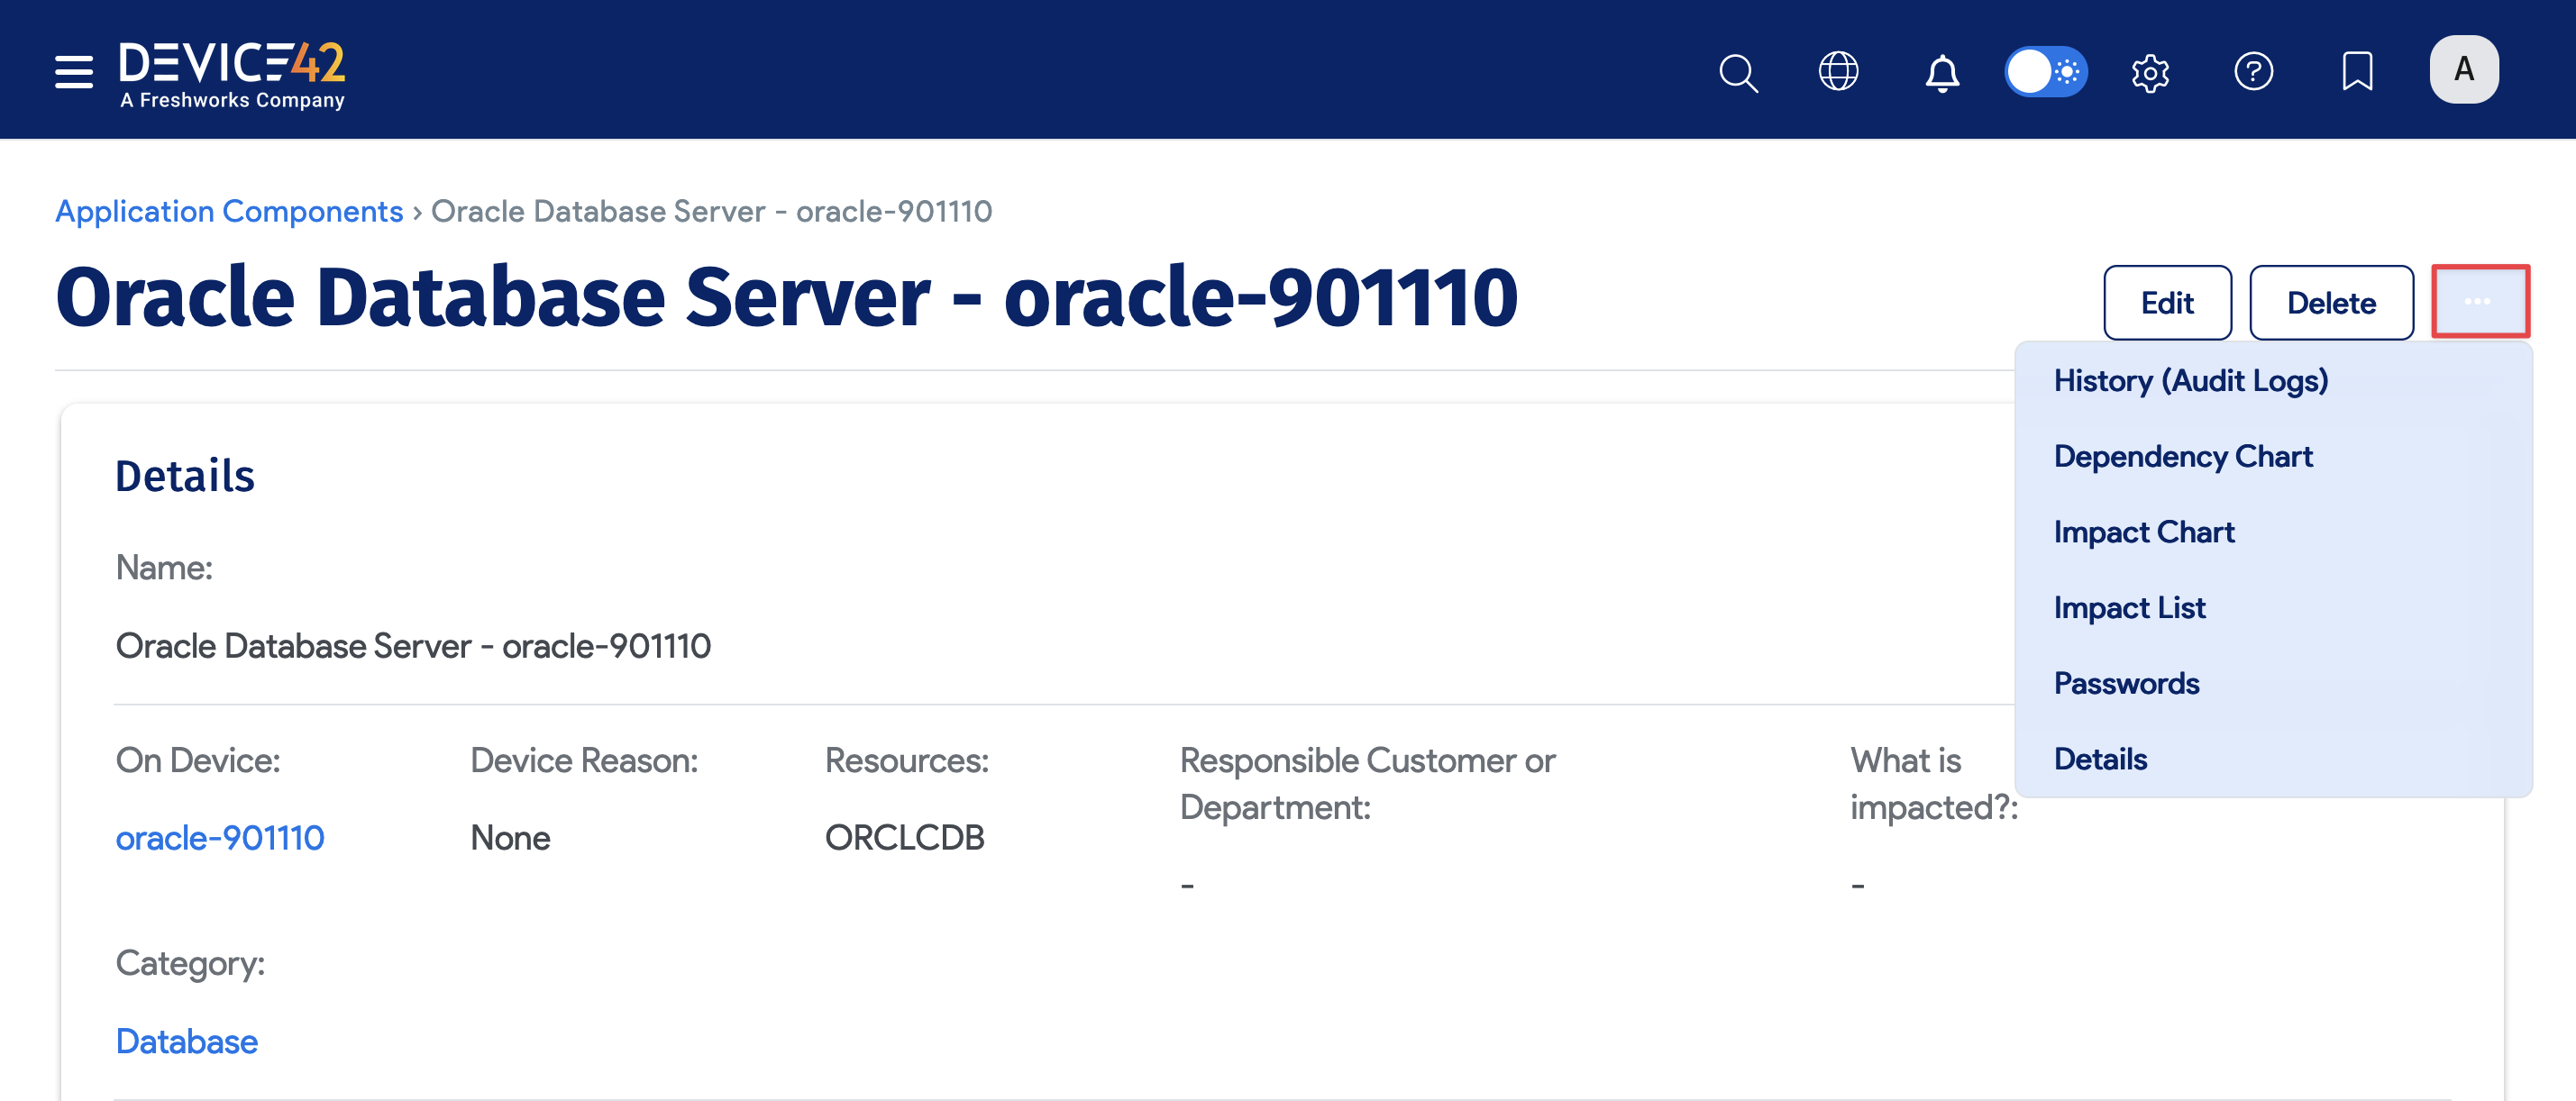 DEVICE42
A Freshworks Company
A
Application Components › Oracle Database Server - oracle-901110
Oracle Database Server - oracle-901110
Edit
Delete
...
History (Audit Logs)
Dependency Chart
Impact Chart
Impact List
Passwords
Details
Details
Name:
Oracle Database Server - oracle-901110
On Device:
oracle-901110
Device Reason:
None
Resources:
ORCLCDB
Responsible Customer or
Department:
-
What is
impacted?:
-
Category:
Database